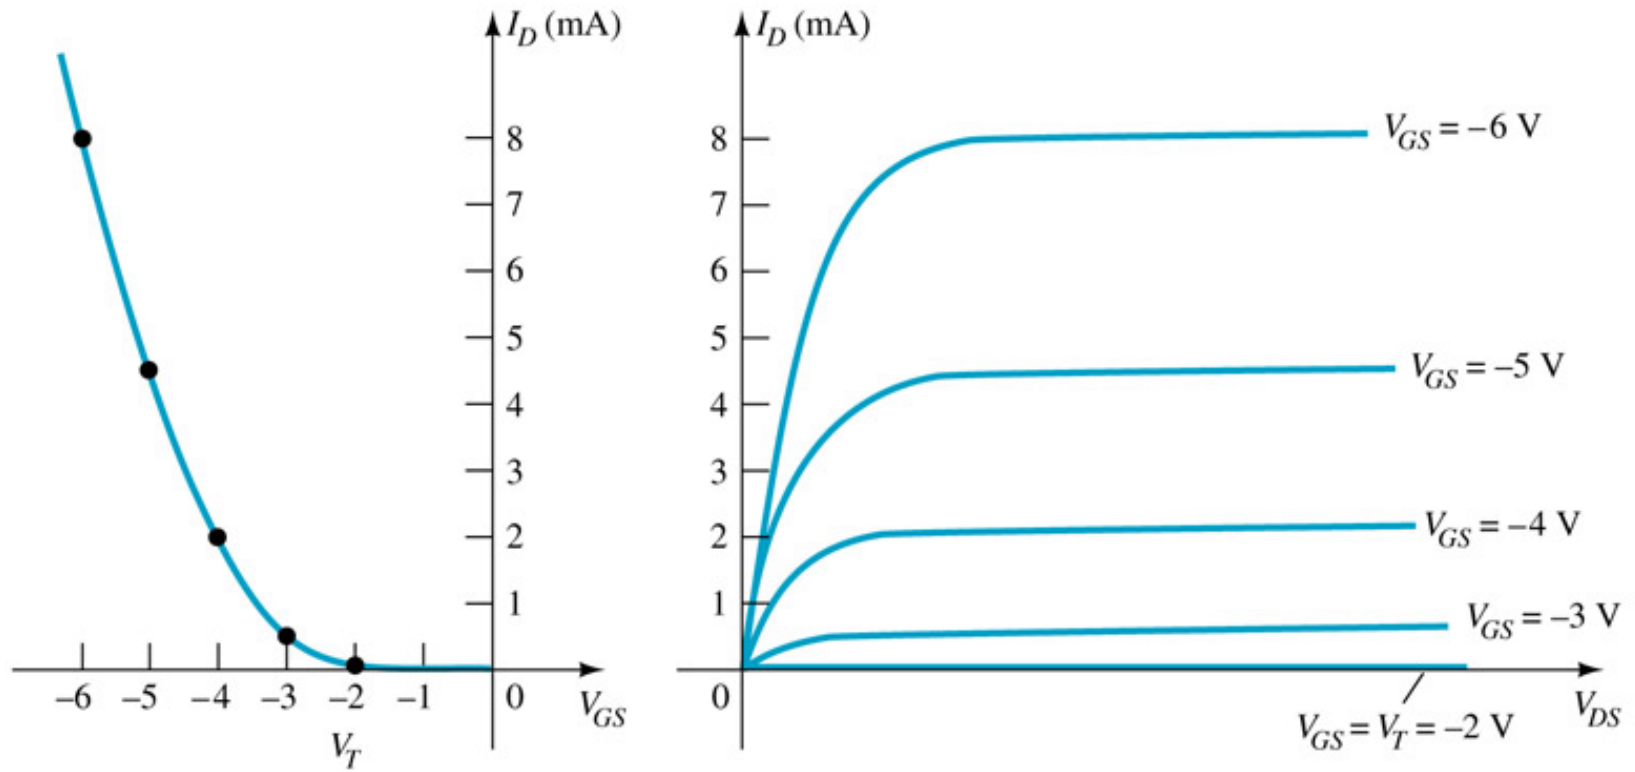 I_D (mA)
8
7
6
5
4
3
2
1
–6 –5 –4 –3 –2 –1 0 V_GS
V_T
I_D (mA)
8
7
6
5
4
3
2
1
0
V_GS = –6 V
V_GS = –5 V
V_GS = –4 V
V_GS = –3 V
V_DS
V_GS = V_T = –2 V